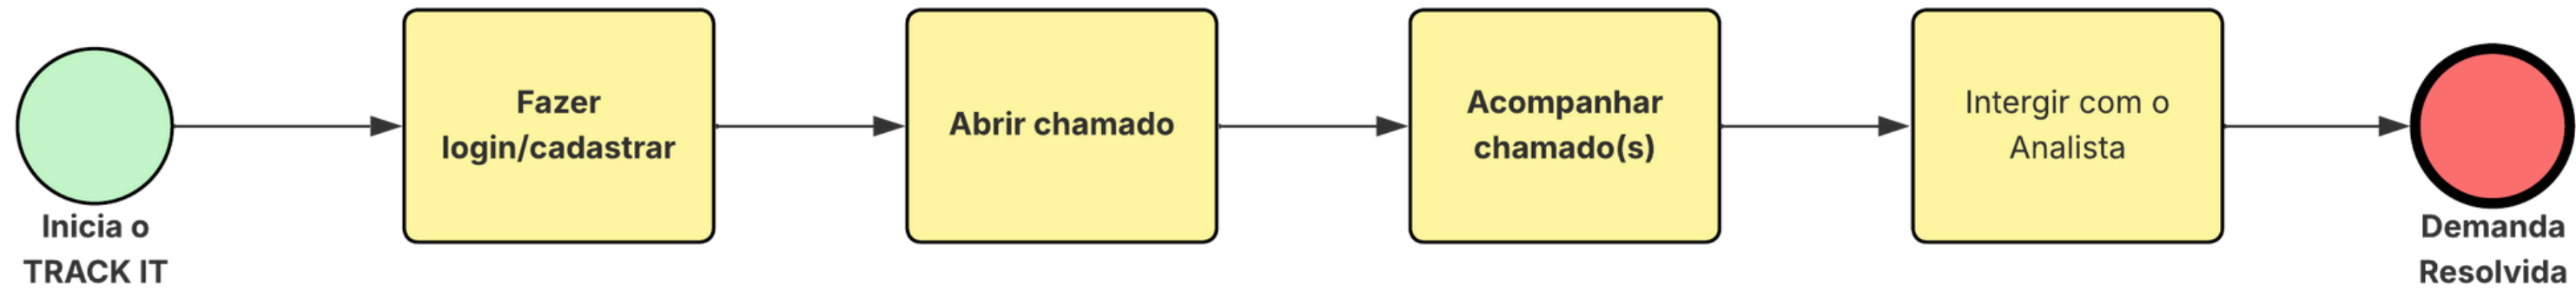 Inicia o
TRACK IT
Fazer
login/cadastrar
Abrir chamado
Acompanhar
chamado(s)
Intergir com o
Analista
Demanda
Resolvida